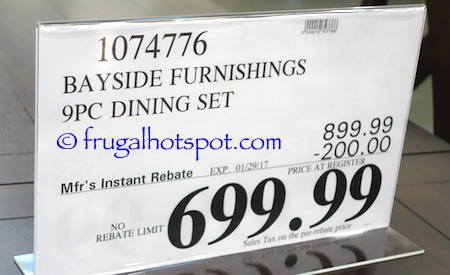 1074776
BAYSIDE FURNISHINGS
9PC DINING SET
© frugalhotspot.com
899.99
-200.00
Mfr's Instant Rebate EXP. 01/29/17 PRICE AT REGISTER
NO
REBATE LIMIT
699.99
Sales Tax on the pre-rebate price